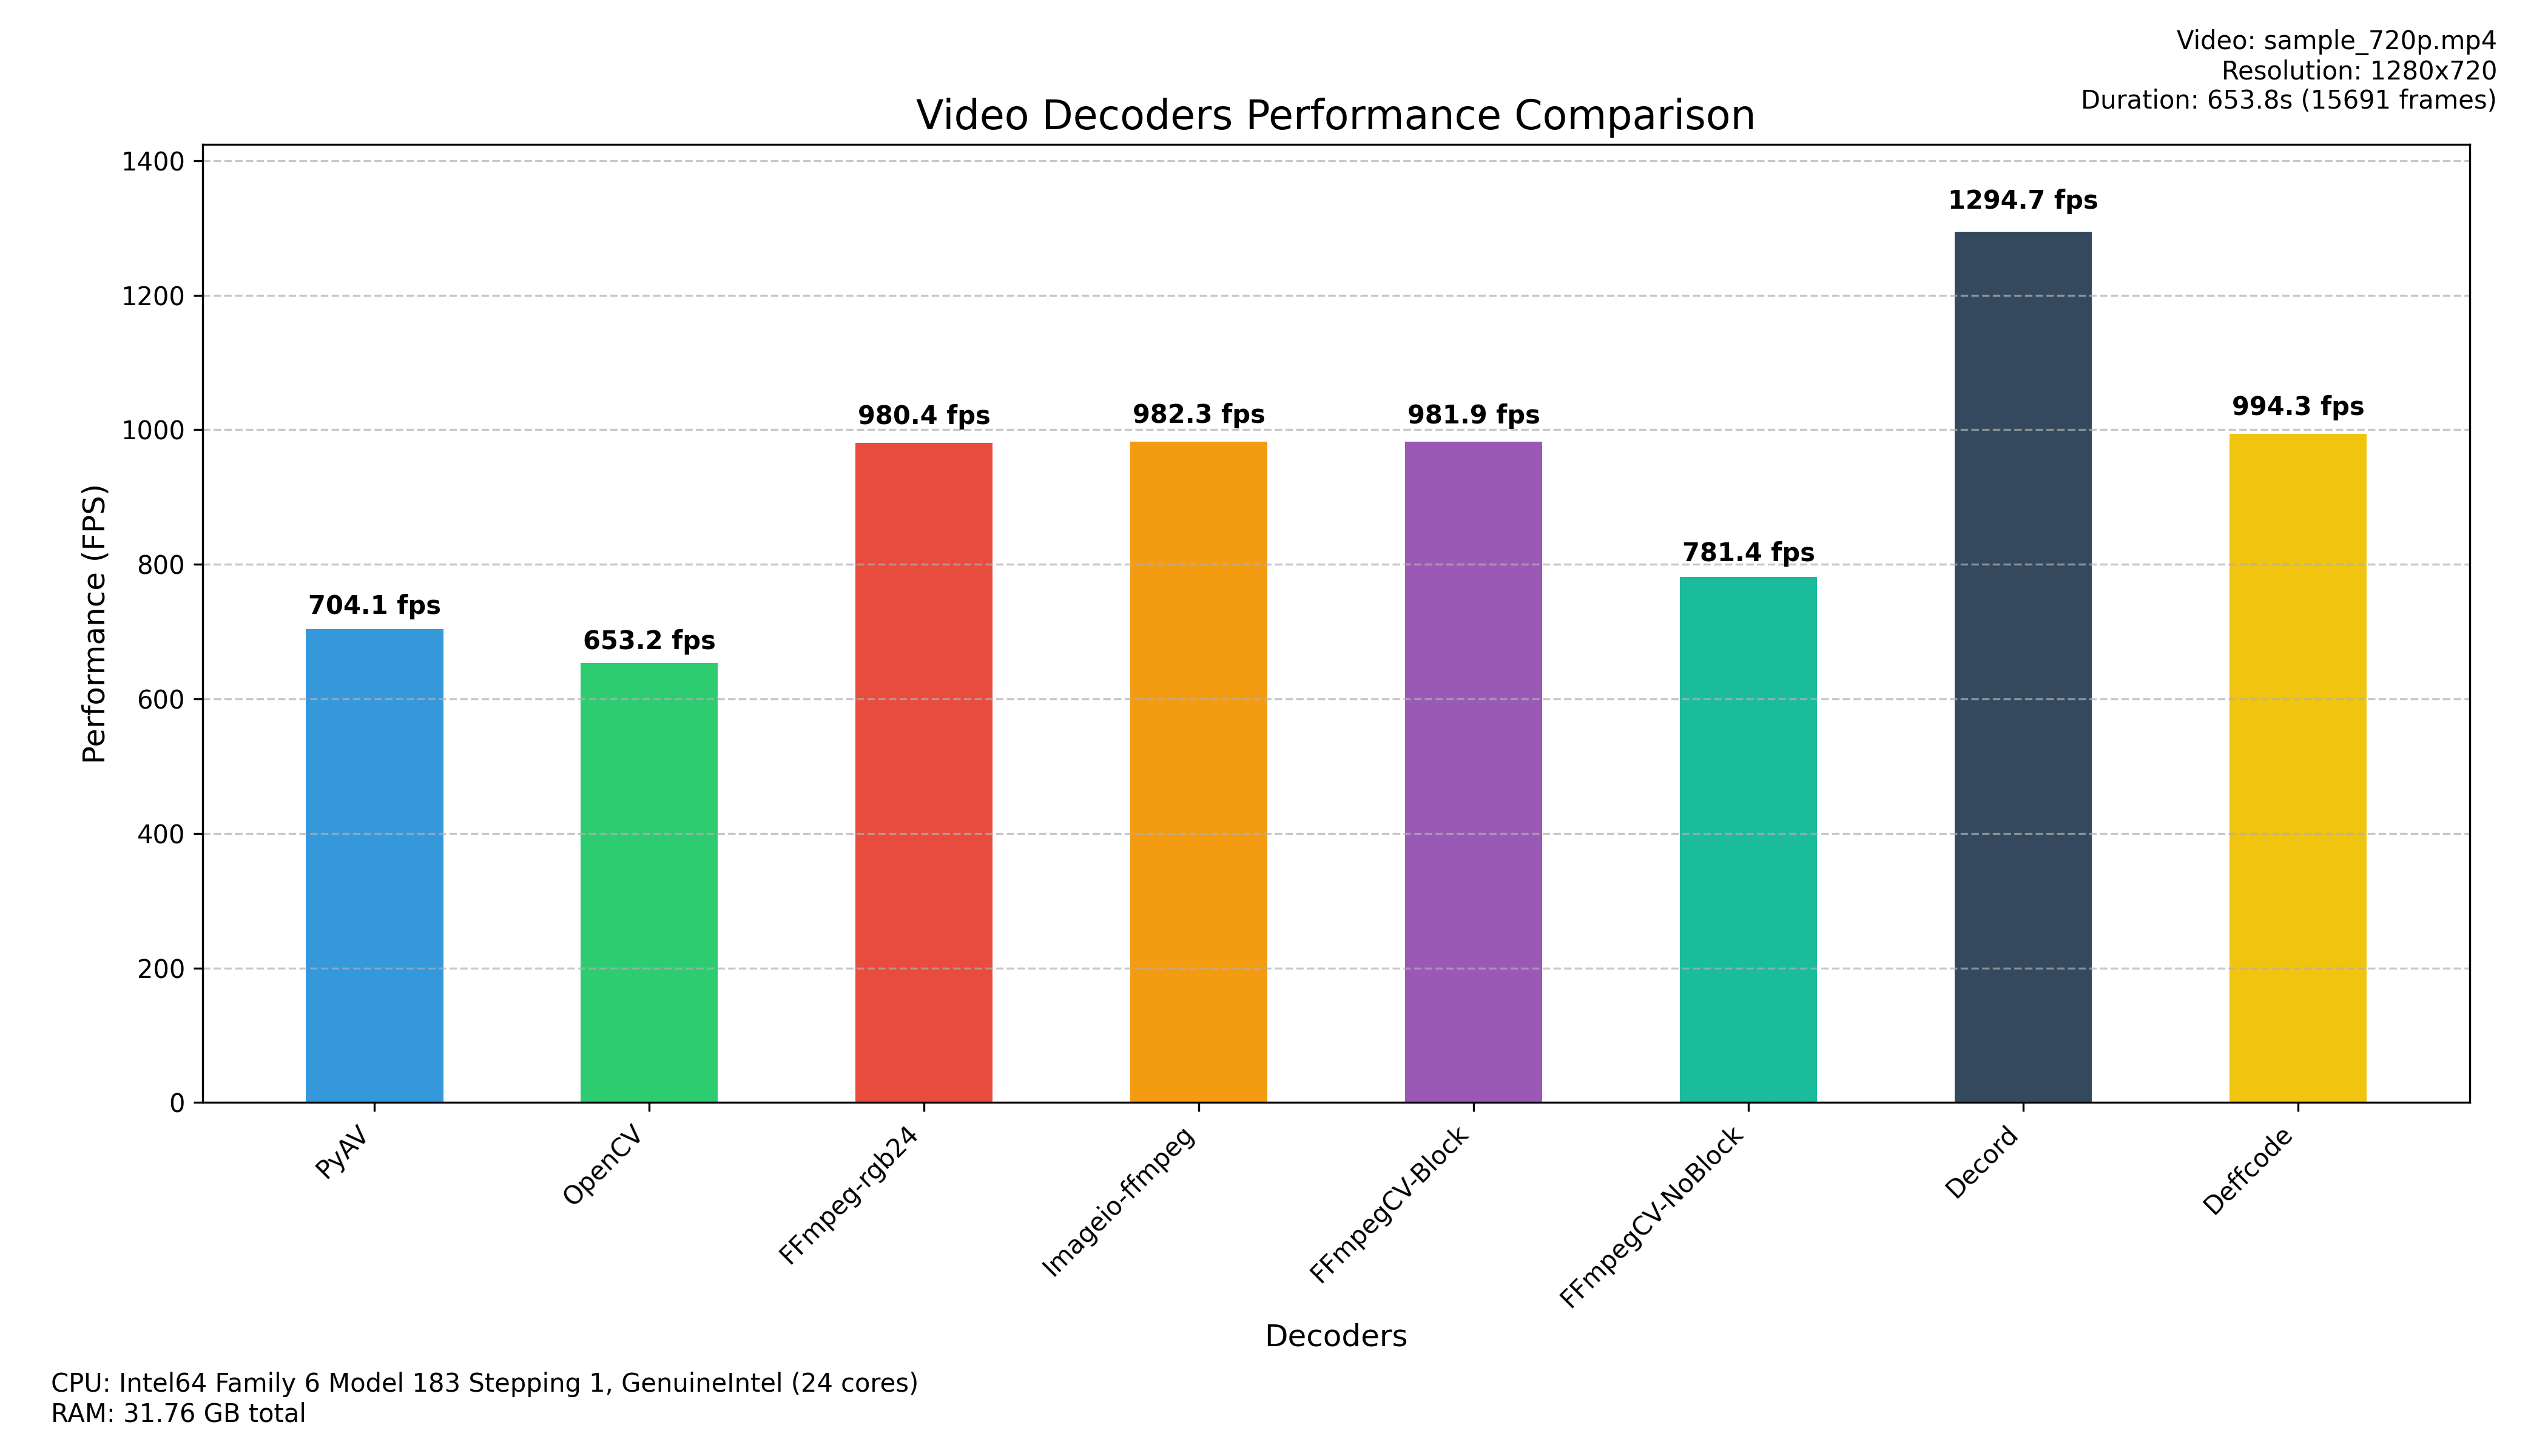 Video: sample_720p.mp4
Resolution: 1280x720
Duration: 653.8s (15691 frames)
Video Decoders Performance Comparison
Performance (FPS)
1400
1200
1000
800
600
400
200
0
704.1 fps
653.2 fps
980.4 fps
982.3 fps
981.9 fps
781.4 fps
1294.7 fps
994.3 fps
PyAV
OpenCV
FFmpeg-rgb24
Imageio-ffmpeg
FFmpegCV-Block
FFmpegCV-NoBlock
Decord
Deffcode
Decoders
CPU: Intel64 Family 6 Model 183 Stepping 1, GenuineIntel (24 cores)
RAM: 31.76 GB total